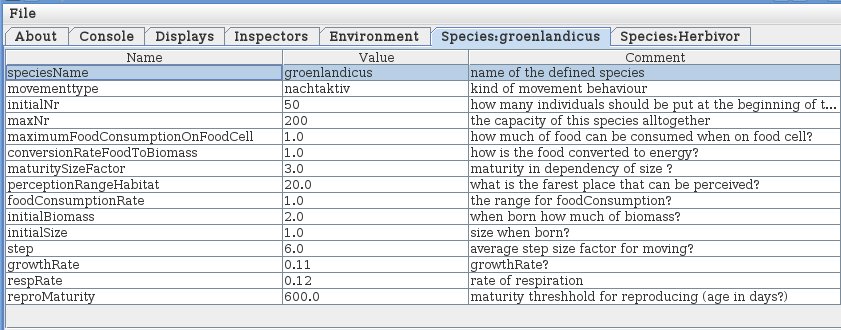 File
About Console Displays Inspectors Environment Species:groenlandicus Species:Herbivor
Name Value Comment
speciesName groenlandicus name of the defined species
movementtype nachtaktiv kind of movement behaviour
initialNr 50 how many individuals should be put at the beginning of t...
maxNr 200 the capacity of this species alltogether
maximumFoodConsumptionOnFoodCell 1.0 how much of food can be consumed when on food cell?
conversionRateFoodToBiomass 1.0 how is the food converted to energy?
maturitySizeFactor 3.0 maturity in dependency of size ?
perceptionRangeHabitat 20.0 what is the farest place that can be perceived?
foodConsumptionRate 1.0 the range for foodConsumption?
initialBiomass 2.0 when born how much of biomass?
initialSize 1.0 size when born?
step 6.0 average step size factor for moving?
growthRate 0.11 growthRate?
respRate 0.12 rate of respiration
reproMaturity 600.0 maturity threshhold for reproducing (age in days?)